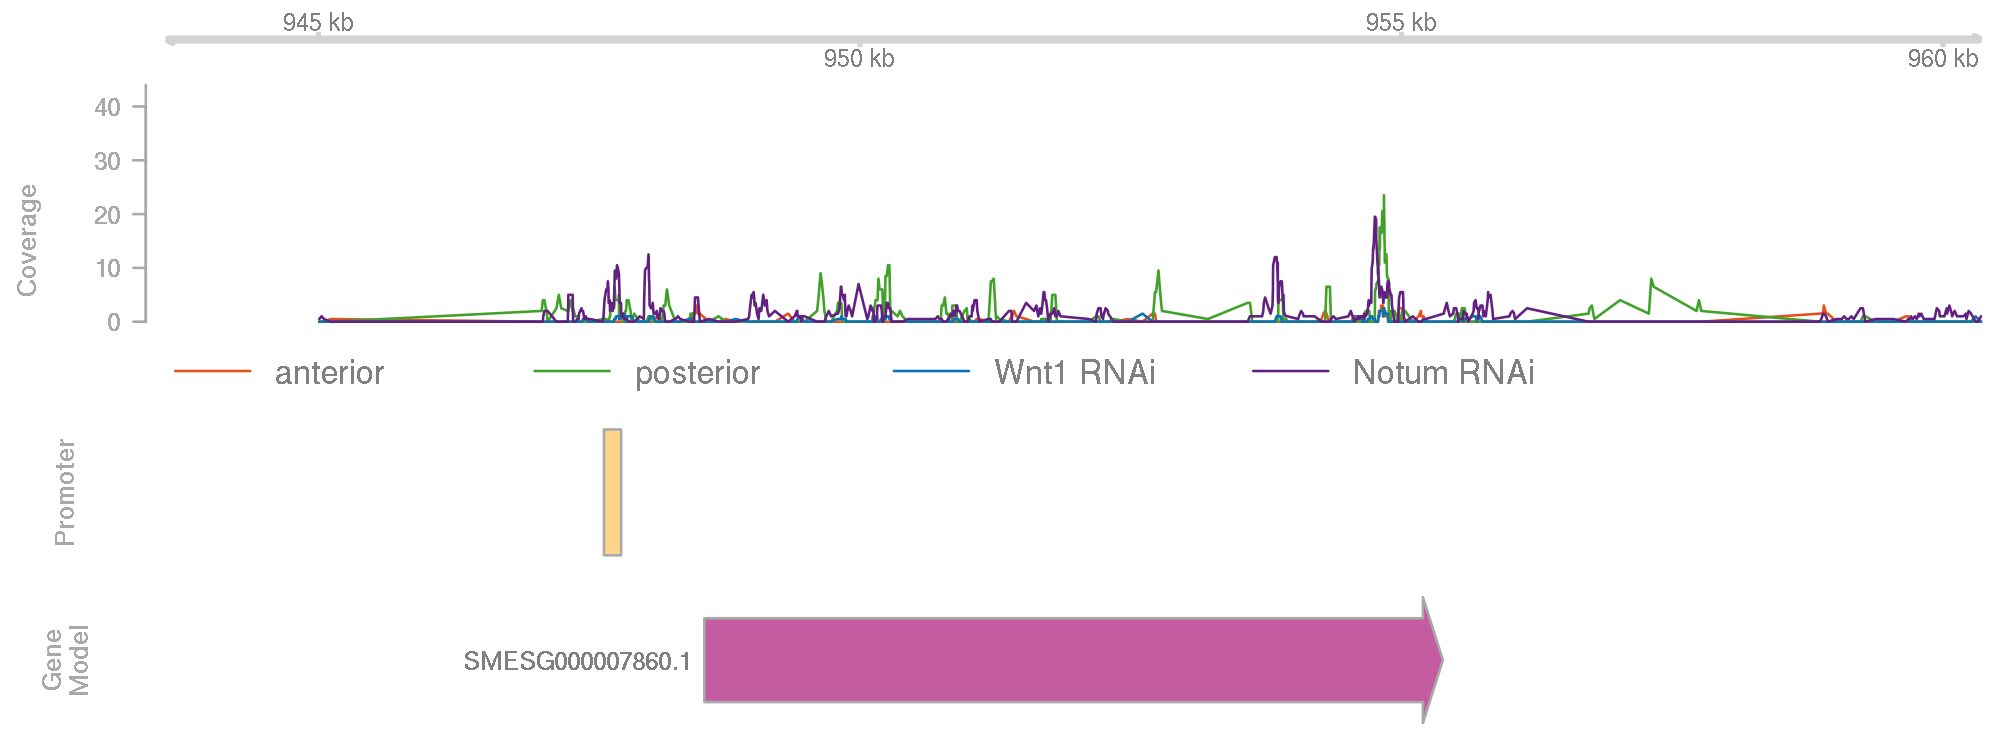 945 kb
955 kb
950 kb
960 kb
Coverage
40
30
20
10
0
anterior
posterior
Wnt1 RNAi
Notum RNAi
Promoter
Gene
Model
SMESG000007860.1